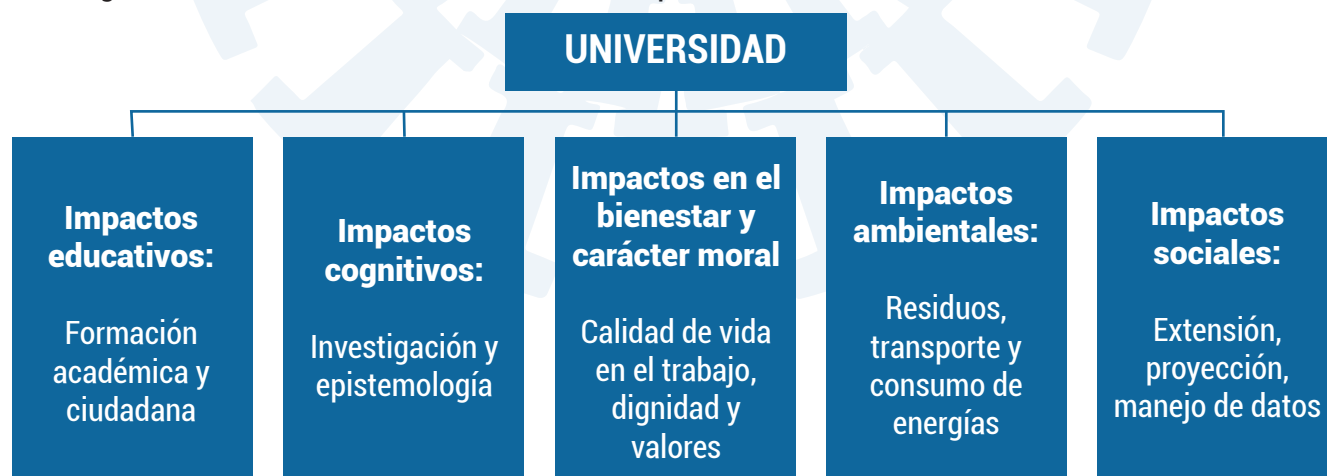 UNIVERSIDAD
Impactos
educativos:
Formación
académica y
ciudadana
Impactos
cognitivos:
Investigación y
epistemología
Impactos en el
bienestar y
carácter moral
Calidad de vida
en el trabajo,
dignidad y
valores
Impactos
ambientales:
Residuos,
transporte y
consumo de
energías
Impactos
sociales:
Extensión,
proyección,
manejo de datos